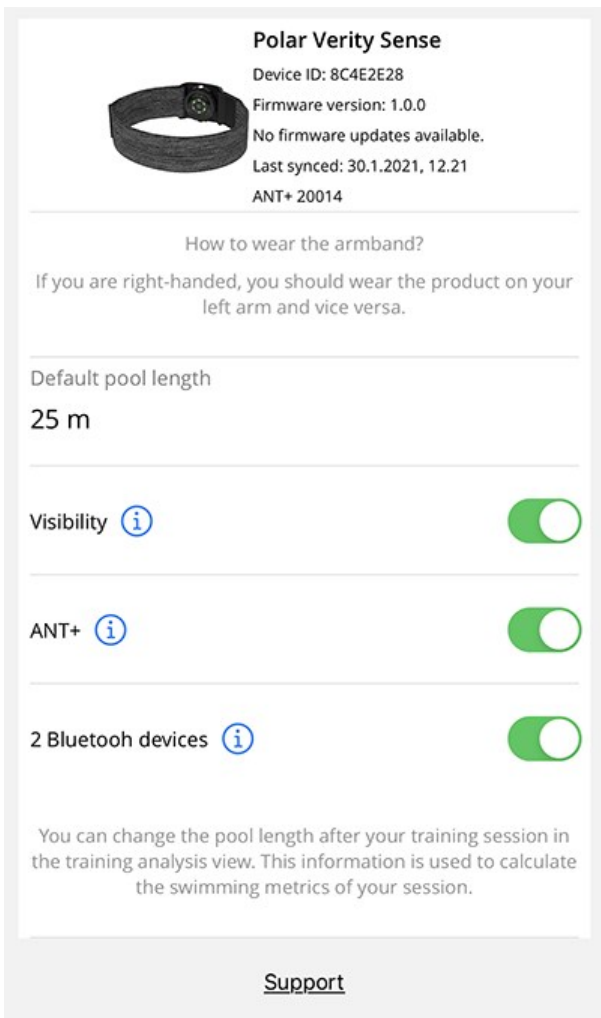 Polar Verity Sense
Device ID: 8C4E2E28
Firmware version: 1.0.0
No firmware updates available.
Last synced: 30.1.2021, 12.21
ANT+ 20014
How to wear the armband?
If you are right-handed, you should wear the product on your
left arm and vice versa.
Default pool length
25 m
Visibility
ANT+
2 Bluetooh devices
You can change the pool length after your training session in
the training analysis view. This information is used to calculate
the swimming metrics of your session.
Support